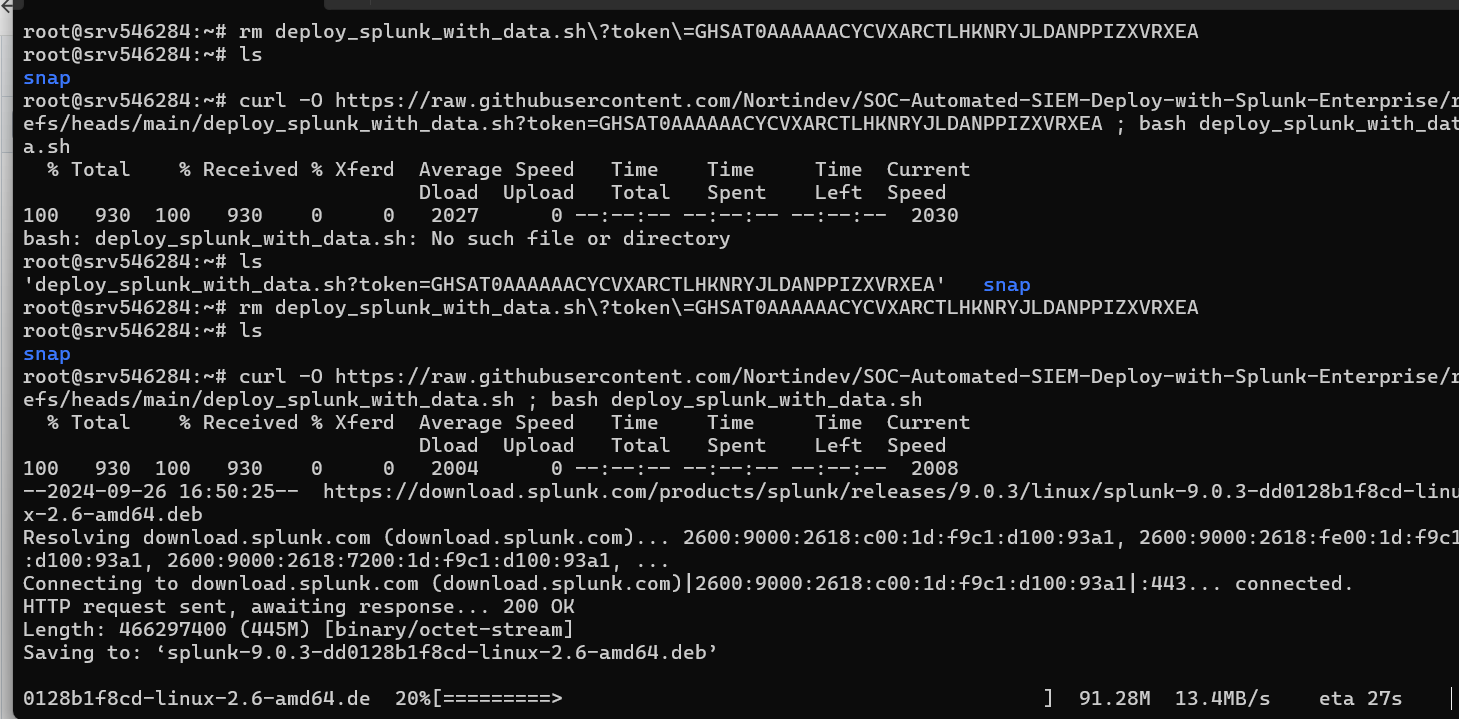 root@srv546284:~# rm deploy_splunk_with_data.sh\?token\=GHSAT0AAAAAACYCVXARCTLHKNRYJLDANPPIZXVRXEA
root@srv546284:~# ls
snap
root@srv546284:~# curl -O https://raw.githubusercontent.com/Nortindev/SOC-Automated-SIEM-Deploy-with-Splunk-Enterprise/r
efs/heads/main/deploy_splunk_with_data.sh?token=GHSAT0AAAAAACYCVXARCTLHKNRYJLDANPPIZXVRXEA ; bash deploy_splunk_with_dat
a.sh
  % Total    % Received % Xferd  Average Speed   Time    Time     Time  Current
                                 Dload  Upload   Total   Spent    Left  Speed
100   930  100   930    0     0   2027      0 --:--:-- --:--:-- --:--:--  2030
bash: deploy_splunk_with_data.sh: No such file or directory
root@srv546284:~# ls
'deploy_splunk_with_data.sh?token=GHSAT0AAAAAACYCVXARCTLHKNRYJLDANPPIZXVRXEA'   snap
root@srv546284:~# rm deploy_splunk_with_data.sh\?token\=GHSAT0AAAAAACYCVXARCTLHKNRYJLDANPPIZXVRXEA
root@srv546284:~# ls
snap
root@srv546284:~# curl -O https://raw.githubusercontent.com/Nortindev/SOC-Automated-SIEM-Deploy-with-Splunk-Enterprise/r
efs/heads/main/deploy_splunk_with_data.sh ; bash deploy_splunk_with_data.sh
  % Total    % Received % Xferd  Average Speed   Time    Time     Time  Current
                                 Dload  Upload   Total   Spent    Left  Speed
100   930  100   930    0     0   2004      0 --:--:-- --:--:-- --:--:--  2008
--2024-09-26 16:50:25--  https://download.splunk.com/products/splunk/releases/9.0.3/linux/splunk-9.0.3-dd0128b1f8cd-linu
x-2.6-amd64.deb
Resolving download.splunk.com (download.splunk.com)... 2600:9000:2618:c00:1d:f9c1:d100:93a1, 2600:9000:2618:fe00:1d:f9c1
:d100:93a1, 2600:9000:2618:7200:1d:f9c1:d100:93a1, ...
Connecting to download.splunk.com (download.splunk.com)|2600:9000:2618:c00:1d:f9c1:d100:93a1|:443... connected.
HTTP request sent, awaiting response... 200 OK
Length: 466297400 (445M) [binary/octet-stream]
Saving to: ‘splunk-9.0.3-dd0128b1f8cd-linux-2.6-amd64.deb’
0128b1f8cd-linux-2.6-amd64.de  20%[=========>                                        ]  91.28M  13.4MB/s    eta 27s